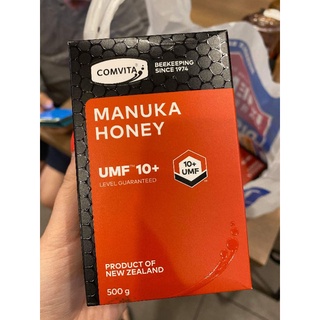 COMVITA
BEEKEEPING
SINCE 1974
MANUKA
HONEY
UMF™ 10+
LEVEL GUARANTEED
10+
UMF
PRODUCT OF
NEW ZEALAND
500 g